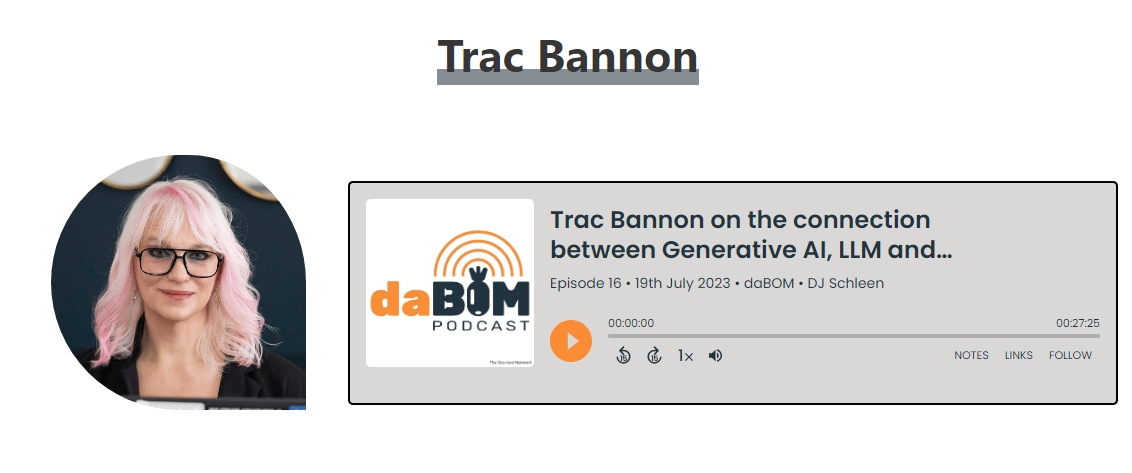 Trac Bannon
Trac Bannon on the connection
between Generative AI, LLM and...
Episode 16 • 19th July 2023 • daBOM • DJ Schleen
daBOM
PODCAST
The Sourced Network
00:00:00
00:27:25
15
15
1×
NOTES
LINKS
FOLLOW